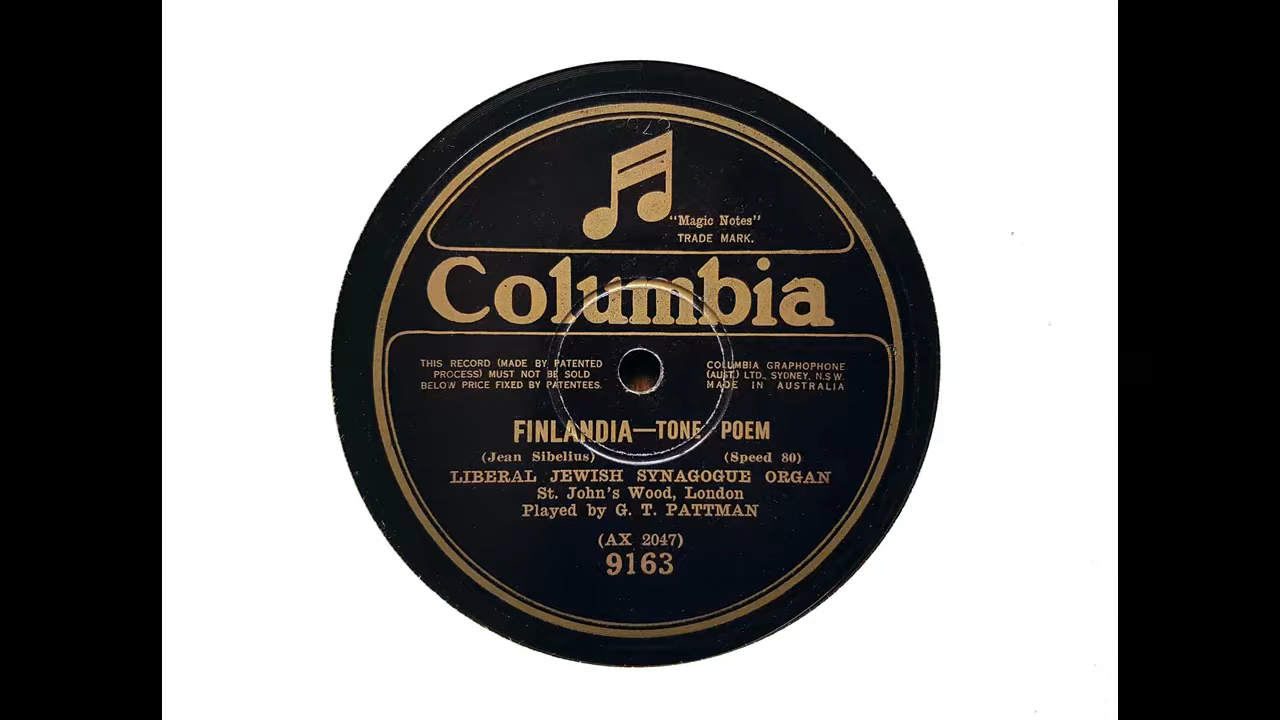 "Magic Notes"
TRADE MARK.
Columbia
THIS RECORD (MADE BY PATENTED
PROCESS) MUST NOT BE SOLD
BELOW PRICE FIXED BY PATENTEES.
COLUMBIA GRAPHOPHONE
(AUST.) LTD., SYDNEY, N.S.W.
MADE IN AUSTRALIA
FINLANDIA—TONE POEM
(Jean Sibelius) (Speed 80)
LIBERAL JEWISH SYNAGOGUE ORGAN
St. John's Wood, London
Played by G. T. PATTMAN
(AX 2047)
9163